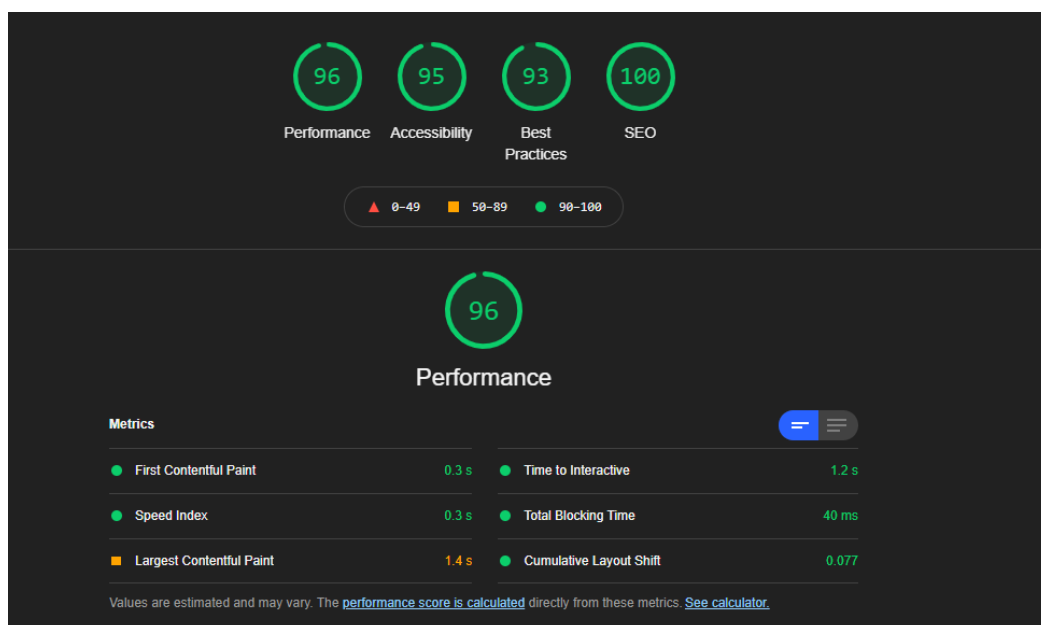 96 95 93 100
Performance Accessibility Best Practices SEO
0–49 50–89 90–100
96
Performance
Metrics
First Contentful Paint 0.3 s
Time to Interactive 1.2 s
Speed Index 0.3 s
Total Blocking Time 40 ms
Largest Contentful Paint 1.4 s
Cumulative Layout Shift 0.077
Values are estimated and may vary. The performance score is calculated directly from these metrics. See calculator.